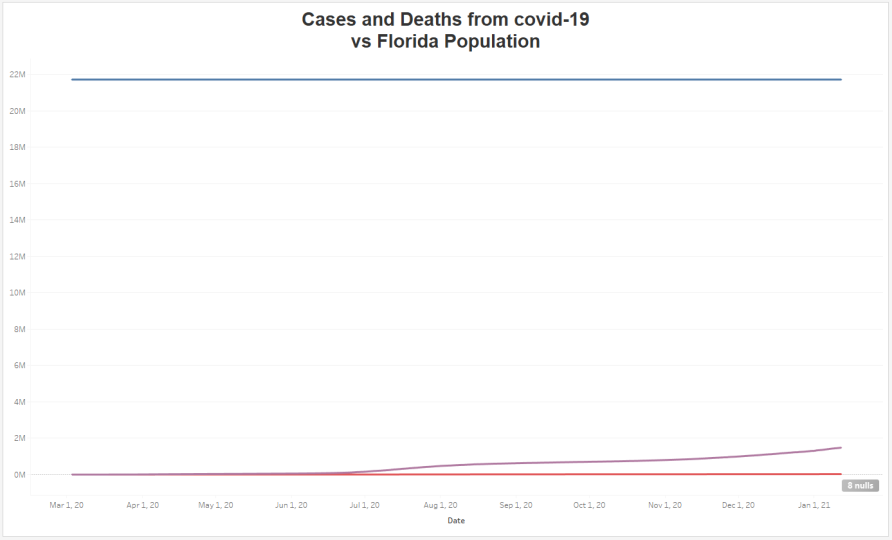 Cases and Deaths from covid-19
vs Florida Population
22M
20M
18M
16M
14M
12M
10M
8M
6M
4M
2M
0M
8 nulls
Mar 1, 20
Apr 1, 20
May 1, 20
Jun 1, 20
Jul 1, 20
Aug 1, 20
Sep 1, 20
Oct 1, 20
Nov 1, 20
Dec 1, 20
Jan 1, 21
Date